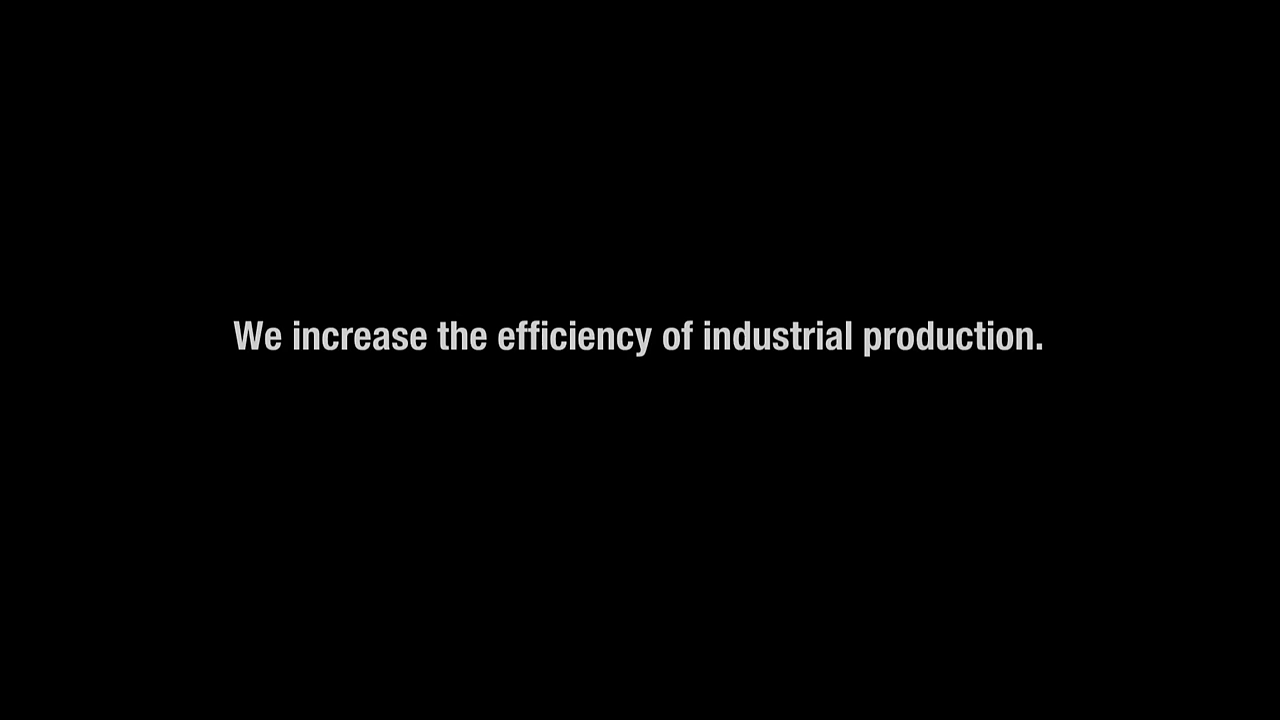 We increase the efficiency of industrial production.